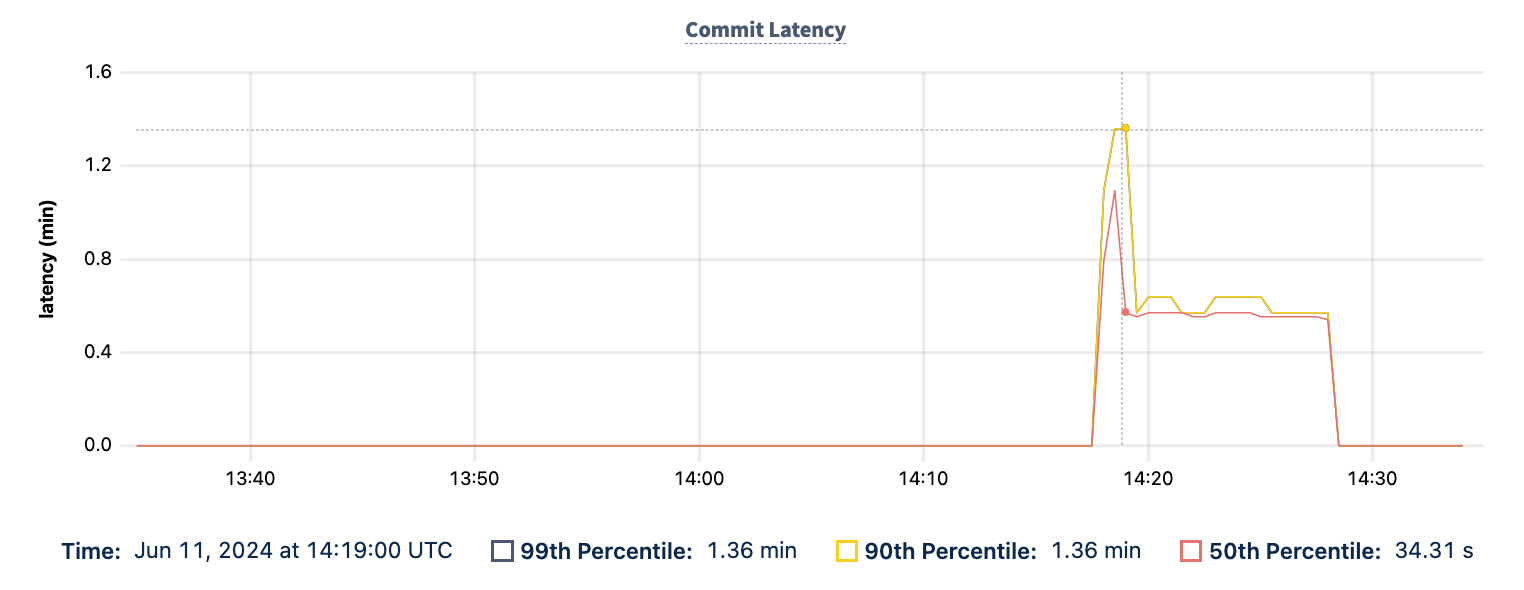 Commit Latency
1.6
1.2
0.8
0.4
0.0
latency (min)
13:40 13:50 14:00 14:10 14:20 14:30
Time: Jun 11, 2024 at 14:19:00 UTC 99th Percentile: 1.36 min 90th Percentile: 1.36 min 50th Percentile: 34.31 s